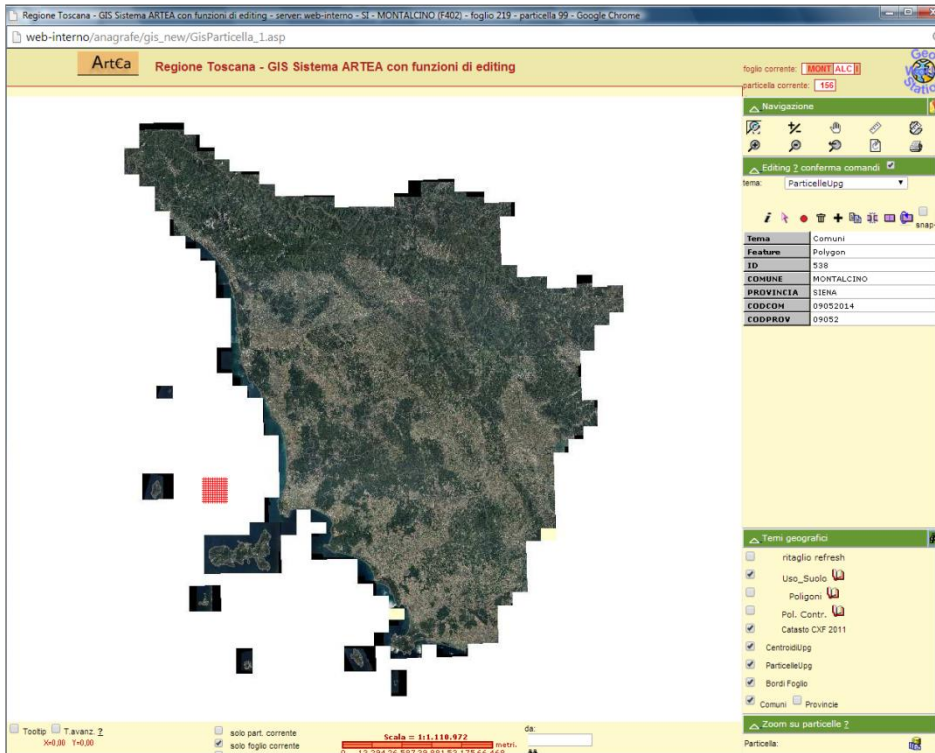 Regione Toscana - GIS Sistema ARTEA con funzioni di editing - server: web-interno - SI - MONTALCINO (F402) - foglio 219 - particella 99 - Google Chrome
web-interno/anagrafe/gis_new/GisParticella_1.asp
Art€a
Regione Toscana - GIS Sistema ARTEA con funzioni di editing
foglio corrente: MONT ALC I
particella corrente: 156
Geo
Station
Navigazione
Editing ? conferma comandi
tema: ParticelleUpg
snap
Tema Comuni
Feature Polygon
ID 538
COMUNE MONTALCINO
PROVINCIA SIENA
CODCOM 09052014
CODPROV 09052
Temi geografici
ritaglio refresh
Uso_Suolo
Poligoni
Pol. Contr.
Catasto CXF 2011
CentroidiUpg
ParticelleUpg
Bordi Foglio
Comuni Provincie
Zoom su particelle ?
Particella:
Tooltip T.avanz. ?
X=0,00 Y=0,00
solo part. corrente
solo foglio corrente
Scala = 1:1.110.972
metri.
da: